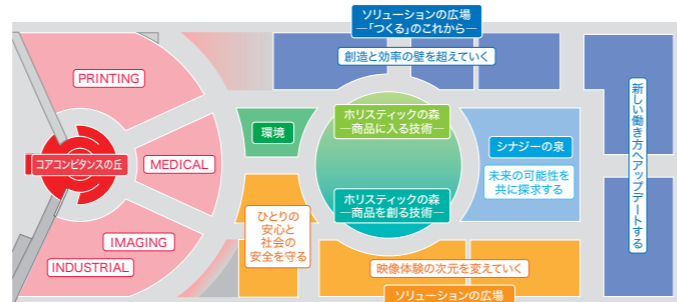 ソリューションの広場
―「つくる」のこれから―
創造と効率の壁を超えていく
PRINTING
環境
ホリスティックの森
―商品に入る技術―
コアコンピタンスの丘
MEDICAL
シナジーの泉
未来の可能性を
共に探求する
新しい働き方へアップデートする
ホリスティックの森
―商品を創る技術―
ひとりの
安心と
社会の
安全を守る
IMAGING
INDUSTRIAL
映像体験の次元を変えていく
ソリューションの広場